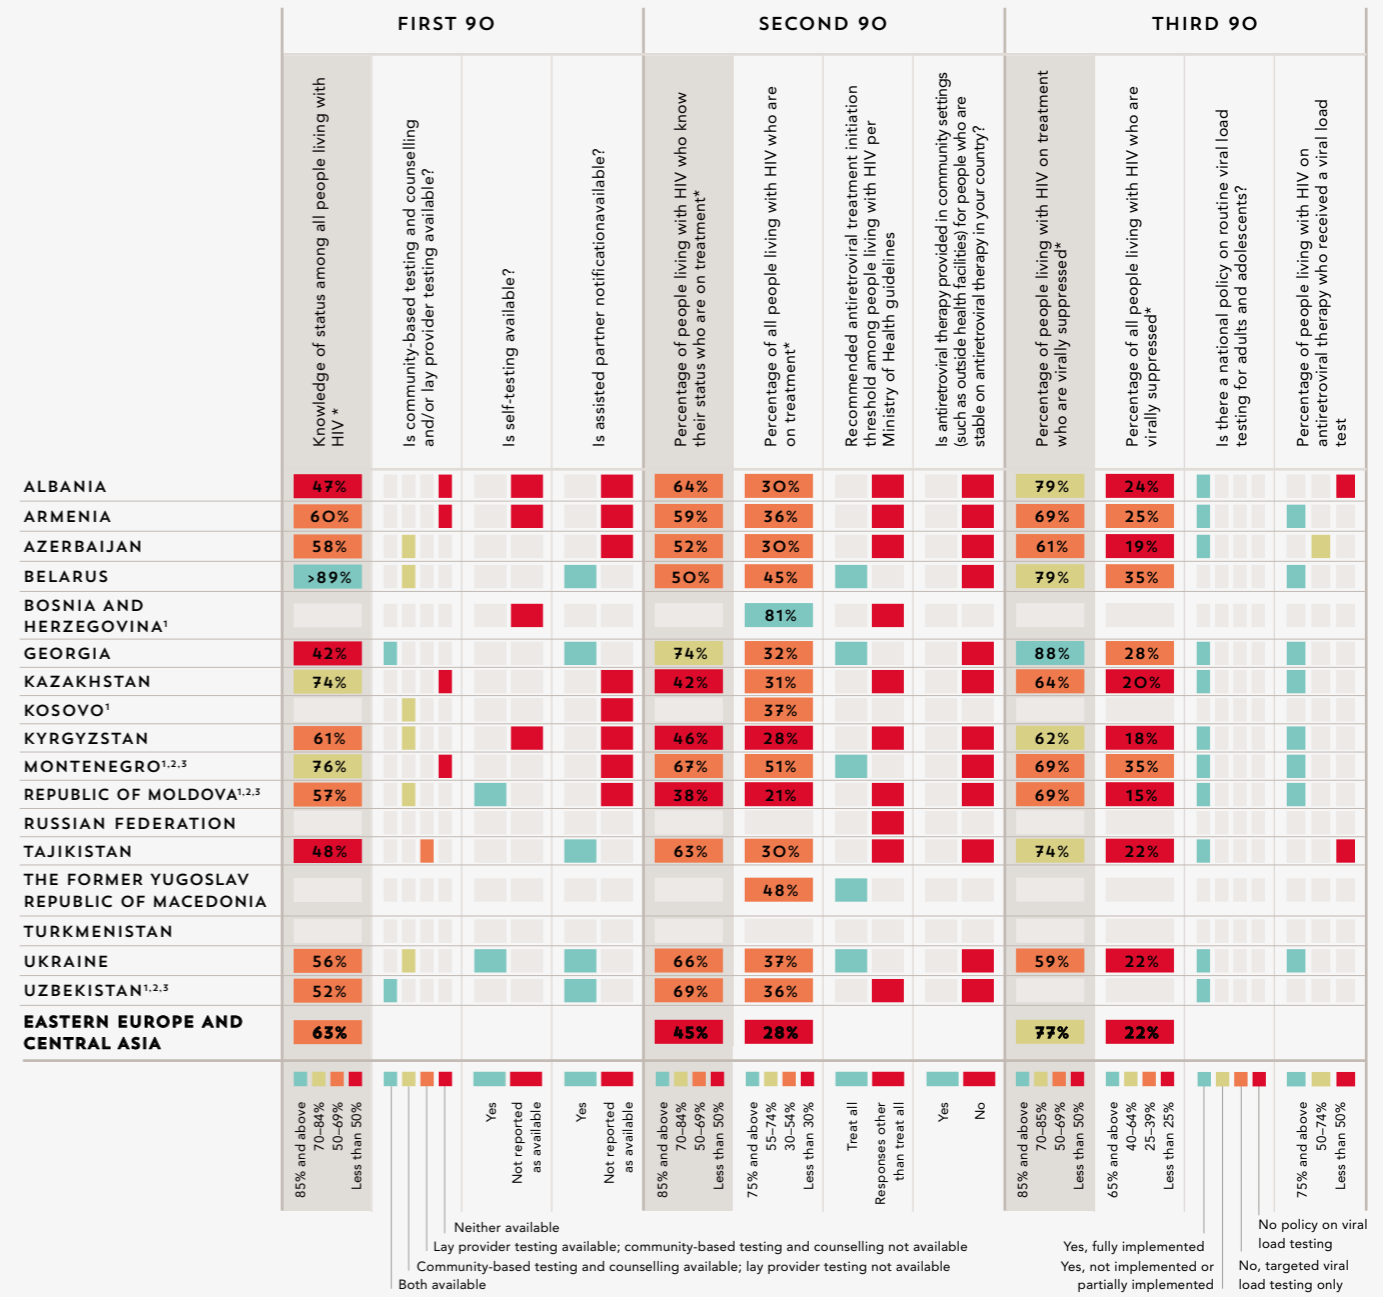 FIRST 90
SECOND 90
THIRD 90
Knowledge of status among all people living with
HIV *
Is community-based testing and counselling
and/or lay provider testing available?
Is self-testing available?
Is assisted partner notificationavailable?
Percentage of people living with HIV who know
their status who are on treatment*
Percentage of all people living with HIV who are
on treatment*
Recommended antiretroviral treatment initiation
threshold among people living with HIV per
Ministry of Health guidelines
Is antiretroviral therapy provided in community settings
(such as outside health facilities) for people who are
stable on antiretroviral therapy in your country?
Percentage of people living with HIV on treatment
who are virally suppressed*
Percentage of all people living with HIV who are
virally suppressed*
Is there a national policy on routine viral load
testing for adults and adolescents?
Percentage of people living with HIV on
antiretroviral therapy who received a viral load
test
ALBANIA 47% 64% 30% 79% 24%
ARMENIA 60% 59% 36% 69% 25%
AZERBAIJAN 58% 52% 30% 61% 19%
BELARUS >89% 50% 45% 79% 35%
BOSNIA AND
HERZEGOVINA¹ 81%
GEORGIA 42% 74% 32% 88% 28%
KAZAKHSTAN 74% 42% 31% 64% 20%
KOSOVO¹ 37%
KYRGYZSTAN 61% 46% 28% 62% 18%
MONTENEGRO¹,²,³ 76% 67% 51% 69% 35%
REPUBLIC OF MOLDOVA¹,²,³ 57% 38% 21% 69% 15%
RUSSIAN FEDERATION
TAJIKISTAN 48% 63% 30% 74% 22%
THE FORMER YUGOSLAV
REPUBLIC OF MACEDONIA 48%
TURKMENISTAN
UKRAINE 56% 66% 37% 59% 22%
UZBEKISTAN¹,²,³ 52% 69% 36%
EASTERN EUROPE AND
CENTRAL ASIA 63% 45% 28% 77% 22%
85% and above
70–84%
50–69%
Less than 50%
Yes
Not reported
as available
Yes
Not reported
as available
85% and above
70–84%
50–69%
Less than 50%
75% and above
55–74%
30–54%
Less than 30%
Treat all
Responses other
than treat all
Yes
No
85% and above
70–85%
50–69%
Less than 50%
65% and above
40–64%
25–39%
Less than 25%
75% and above
50–74%
Less than 50%
Neither available
Lay provider testing available; community-based testing and counselling not available
Community-based testing and counselling available; lay provider testing not available
Both available
No policy on viral
load testing
Yes, fully implemented
Yes, not implemented or
partially implemented
No, targeted viral
load testing only